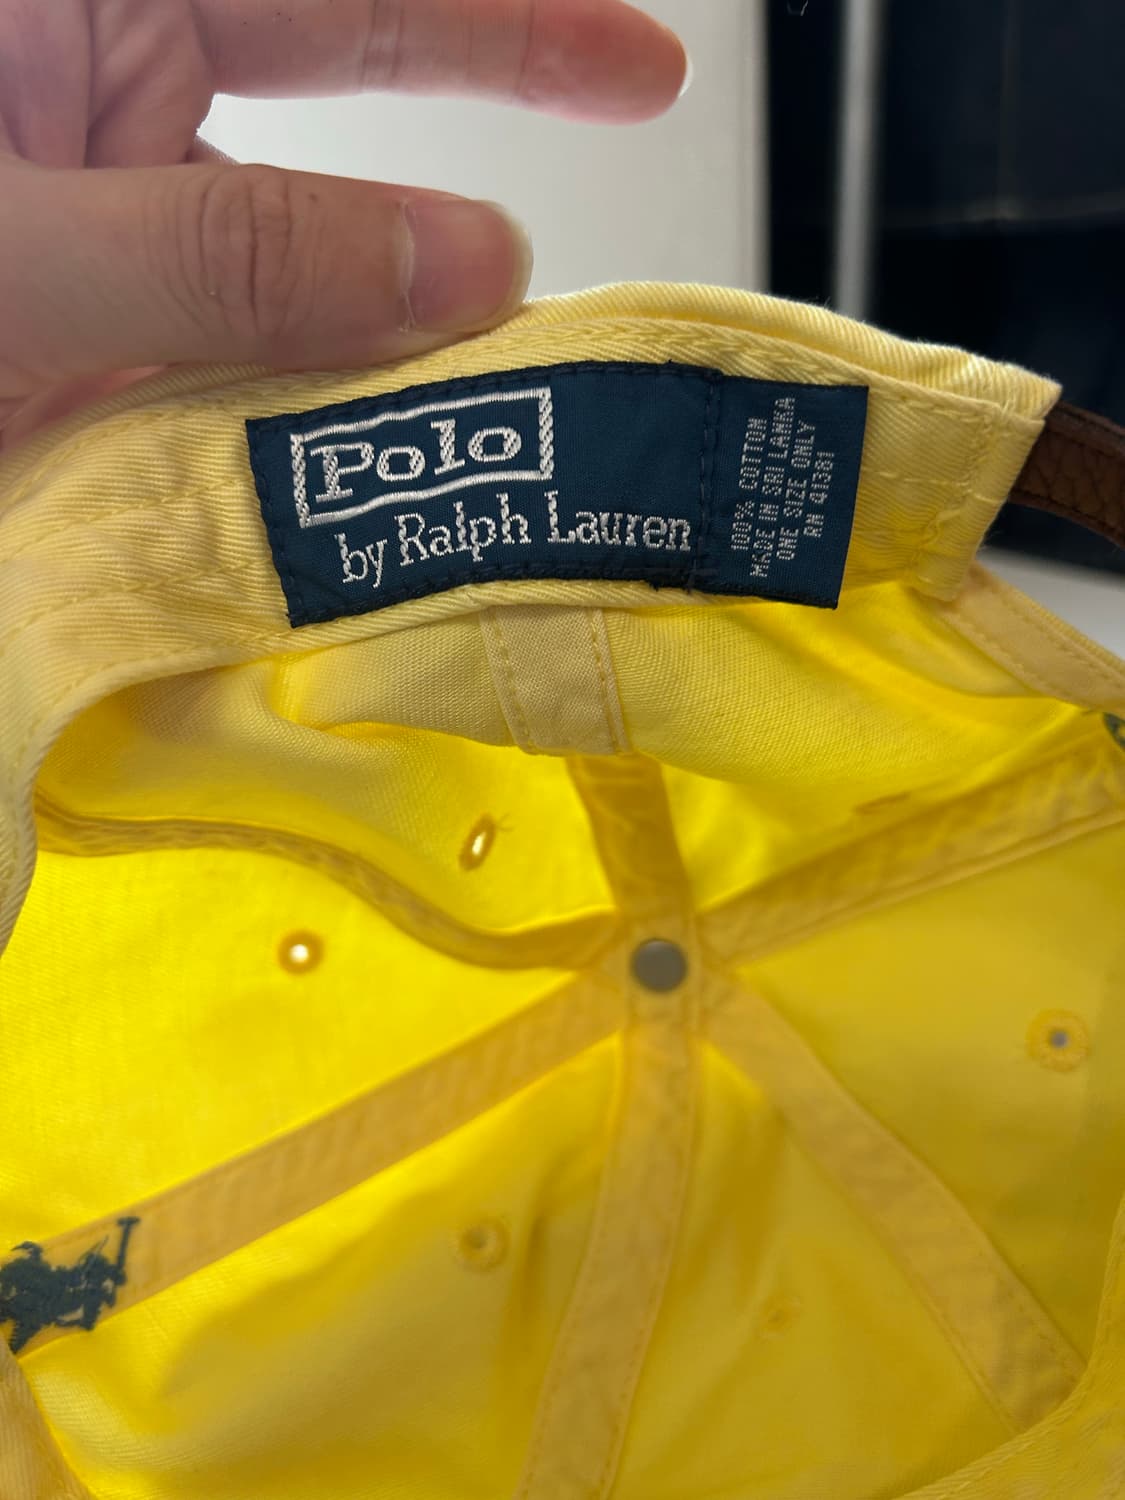 Polo
by Ralph Lauren
100% COTTON
MADE IN SRI LANKA
ONE SIZE ONLY
RN 41381